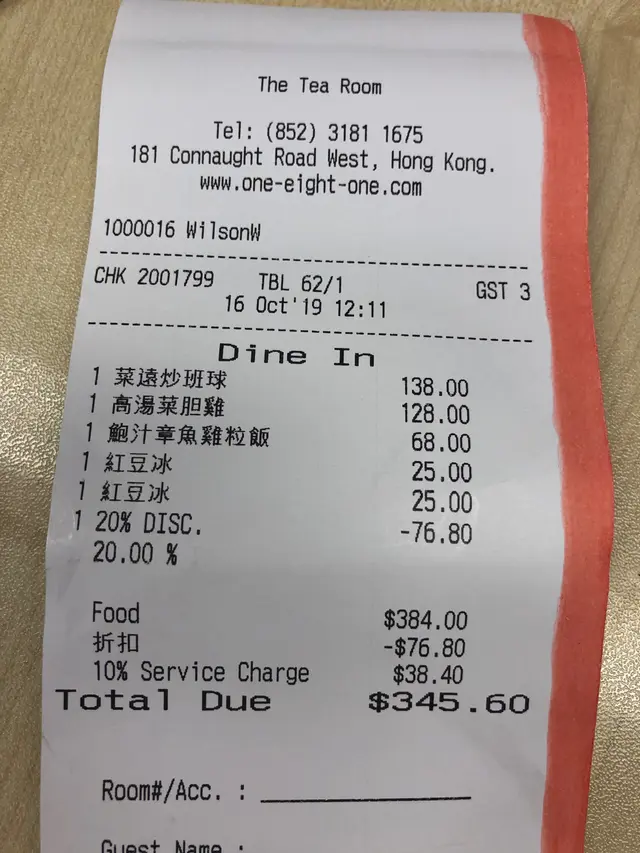 The Tea Room
Tel: (852) 3181 1675
181 Connaught Road West, Hong Kong.
www.one-eight-one.com
1000016 WilsonW
CHK 2001799 TBL 62/1 GST 3
16 Oct'19 12:11
Dine In
1 菜遠炒班球 138.00
1 高湯菜胆雞 128.00
1 鮑汁章魚雞粒飯 68.00
1 紅豆冰 25.00
1 紅豆冰 25.00
1 20% DISC. -76.80
20.00 %
Food $384.00
折扣 -$76.80
10% Service Charge $38.40
Total Due $345.60
Room#/Acc. :
Guest Name :